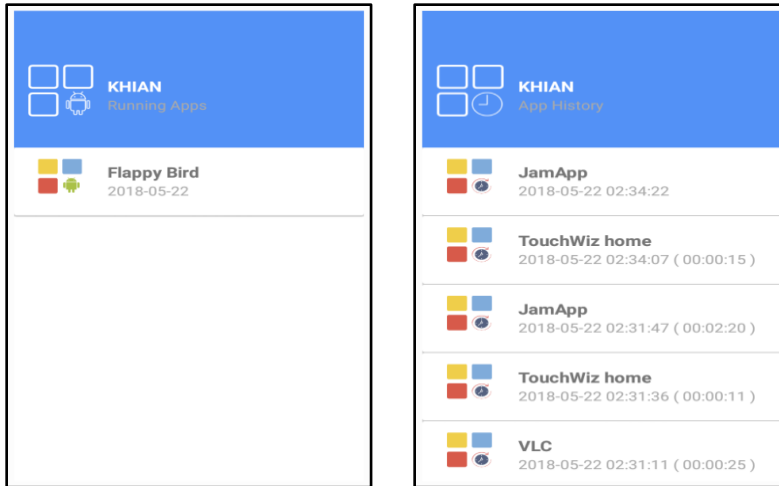 KHIAN
Running Apps
Flappy Bird
2018-05-22
KHIAN
App History
JamApp
2018-05-22 02:34:22
TouchWiz home
2018-05-22 02:34:07 ( 00:00:15 )
JamApp
2018-05-22 02:31:47 ( 00:02:20 )
TouchWiz home
2018-05-22 02:31:36 ( 00:00:11 )
VLC
2018-05-22 02:31:11 ( 00:00:25 )